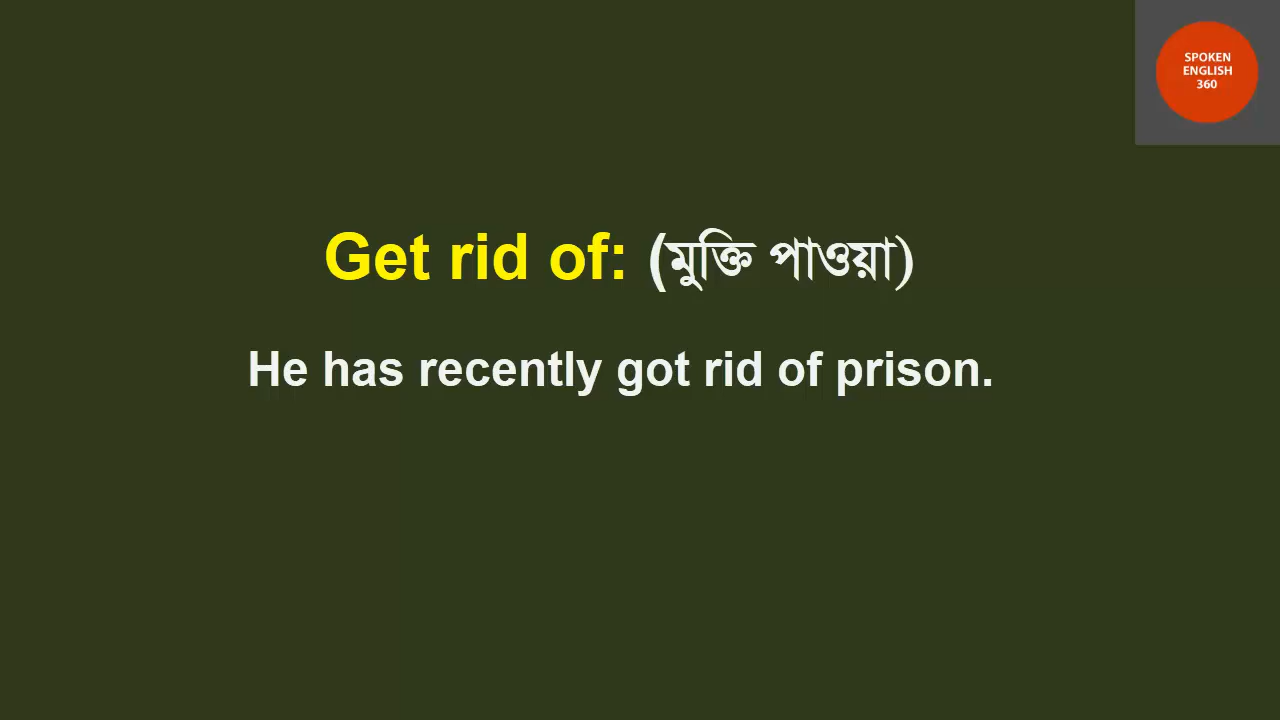 SPOKEN
ENGLISH
360
Get rid of: (মুক্তি পাওয়া)
He has recently got rid of prison.